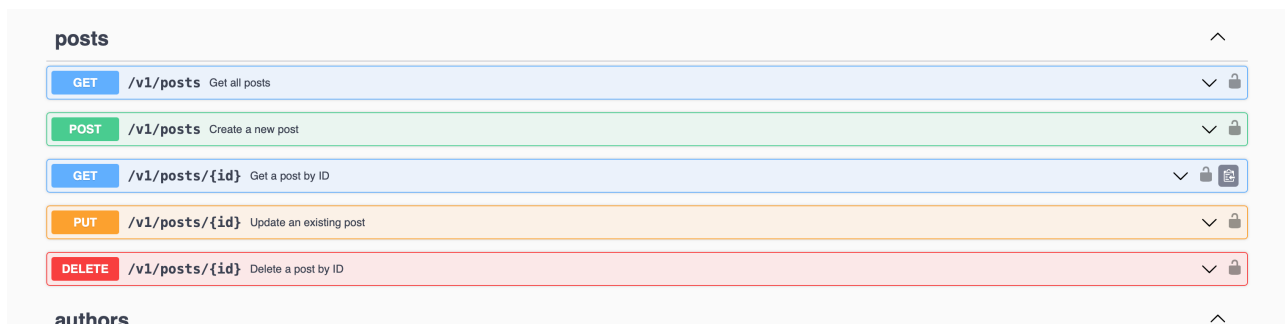 posts
GET /v1/posts Get all posts
POST /v1/posts Create a new post
GET /v1/posts/{id} Get a post by ID
PUT /v1/posts/{id} Update an existing post
DELETE /v1/posts/{id} Delete a post by ID
authors